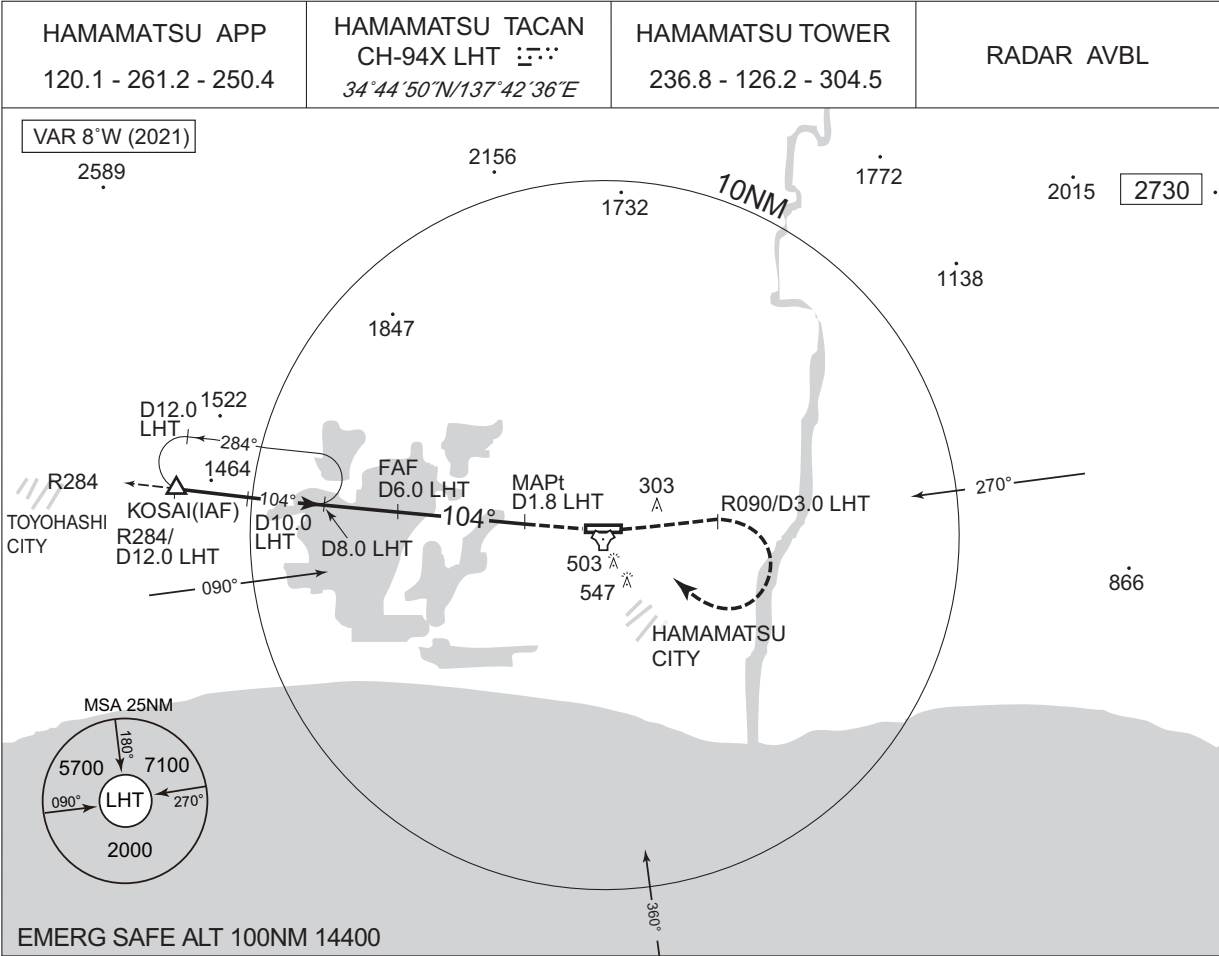 HAMAMATSU APP
120.1 - 261.2 - 250.4
HAMAMATSU TACAN
CH-94X LHT
34°44´50˝N/137°42´36˝E
HAMAMATSU TOWER
236.8 - 126.2 - 304.5
RADAR AVBL
VAR 8°W (2021)
2589
2156
1732
10NM
1772
2015
2730
1138
1847
D12.0
LHT
1522
284°
1464
R284
KOSAI(IAF)
R284/
D12.0 LHT
TOYOHASHI
CITY
104°
D10.0
LHT
D8.0 LHT
FAF
D6.0 LHT
104°
MAPt
D1.8 LHT
303
R090/D3.0 LHT
270°
503
547
090°
866
HAMAMATSU
CITY
MSA 25NM
180°
5700
7100
090°
LHT
270°
2000
360°
EMERG SAFE ALT 100NM 14400